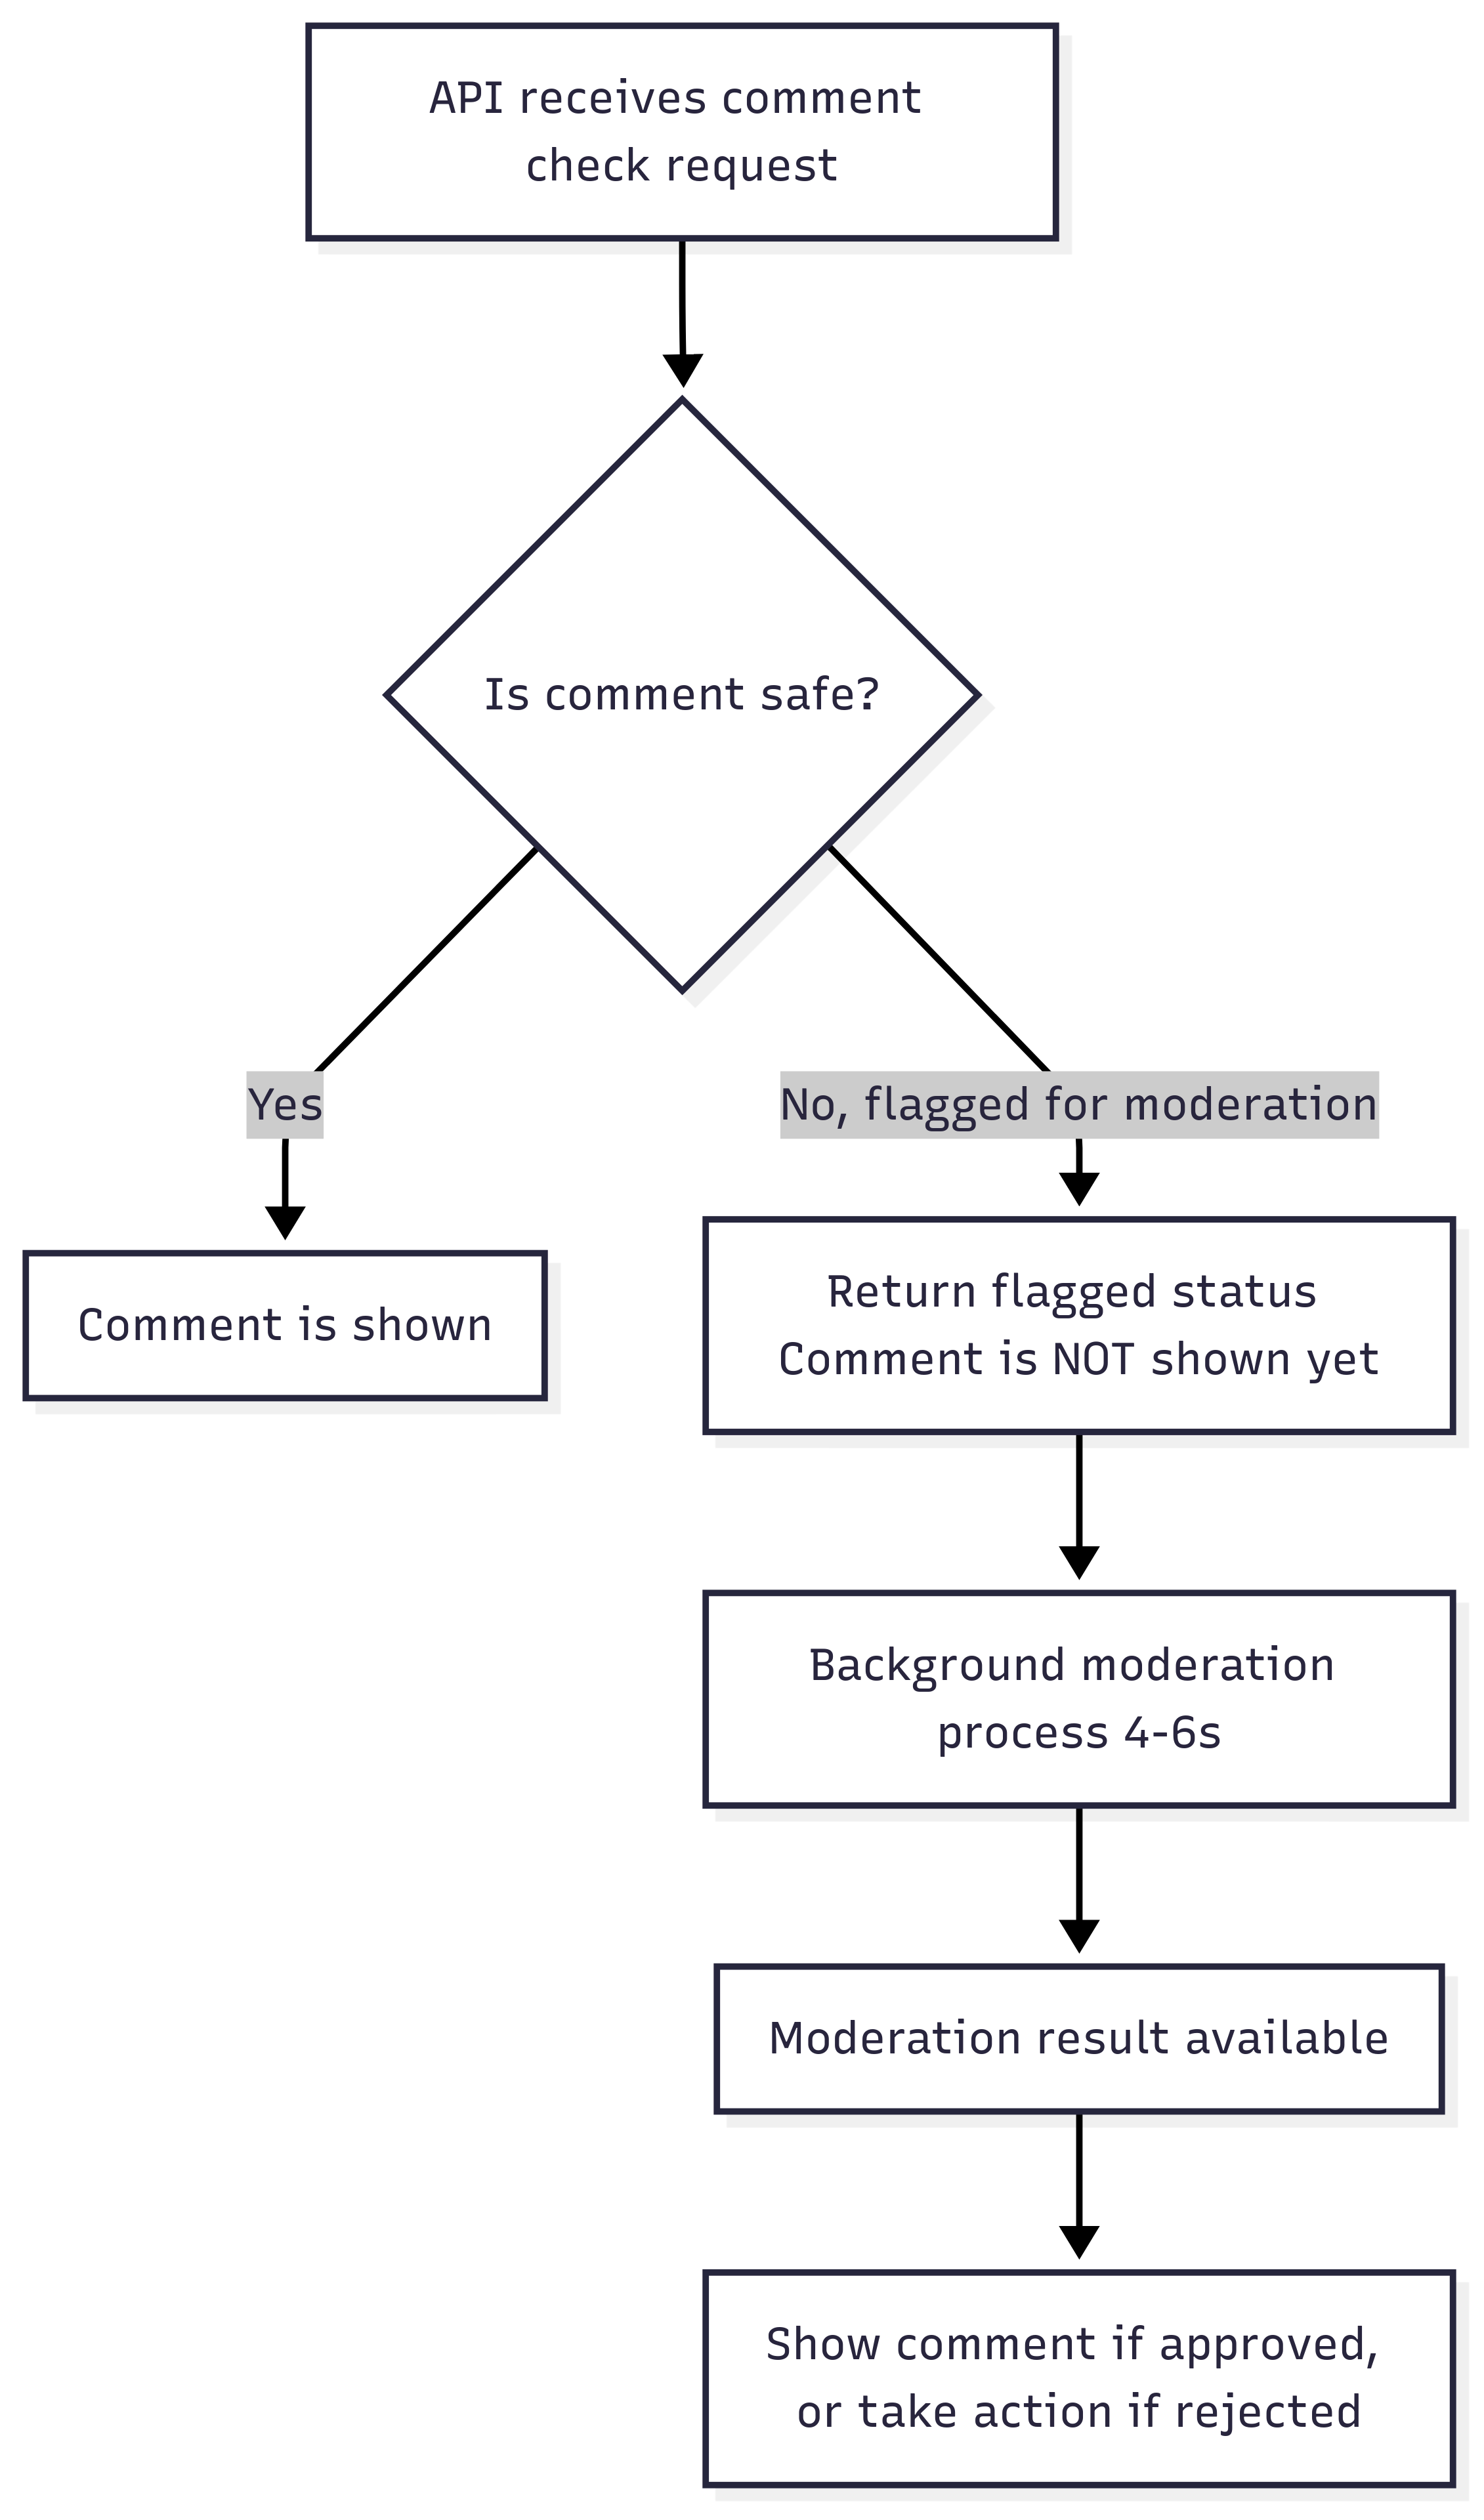 API receives comment
check request
Is comment safe?
Yes
No, flagged for moderation
Comment is shown
Return flagged status
Comment is NOT shown yet
Background moderation
process 4-6s
Moderation result available
Show comment if approved,
or take action if rejected